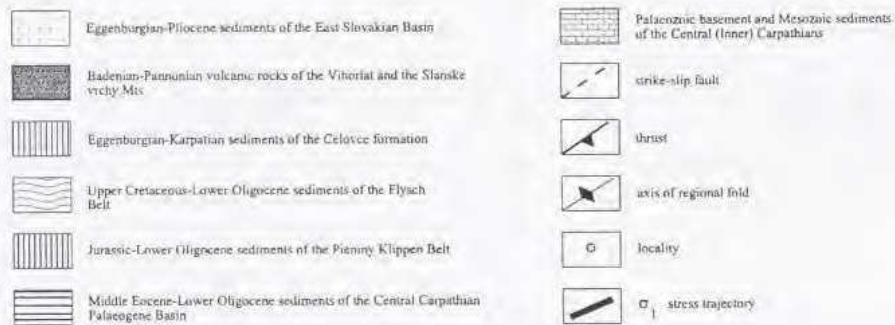 Eggenburgian-Pliocene sediments of the East Slovakian Basin
Badenian-Pannonian volcanic rocks of the Vihorlat and the Slanske
vrchy Mts
Eggenburgian-Karpatian sediments of the Celovce formation
Upper Cretaceous-Lower Oligocene sediments of the Flysch
Belt
Jurassic-Lower Oligocene sediments of the Pieniny Klippen Belt
Middle Eocene-Lower Oligocene sediments of the Central Carpathian
Palaeogene Basin
Palaeozoic basement and Mesozoic sediments
of the Central (Inner) Carpathians
strike-slip fault
thrust
axis of regional fold
locality
σ1 stress trajectory